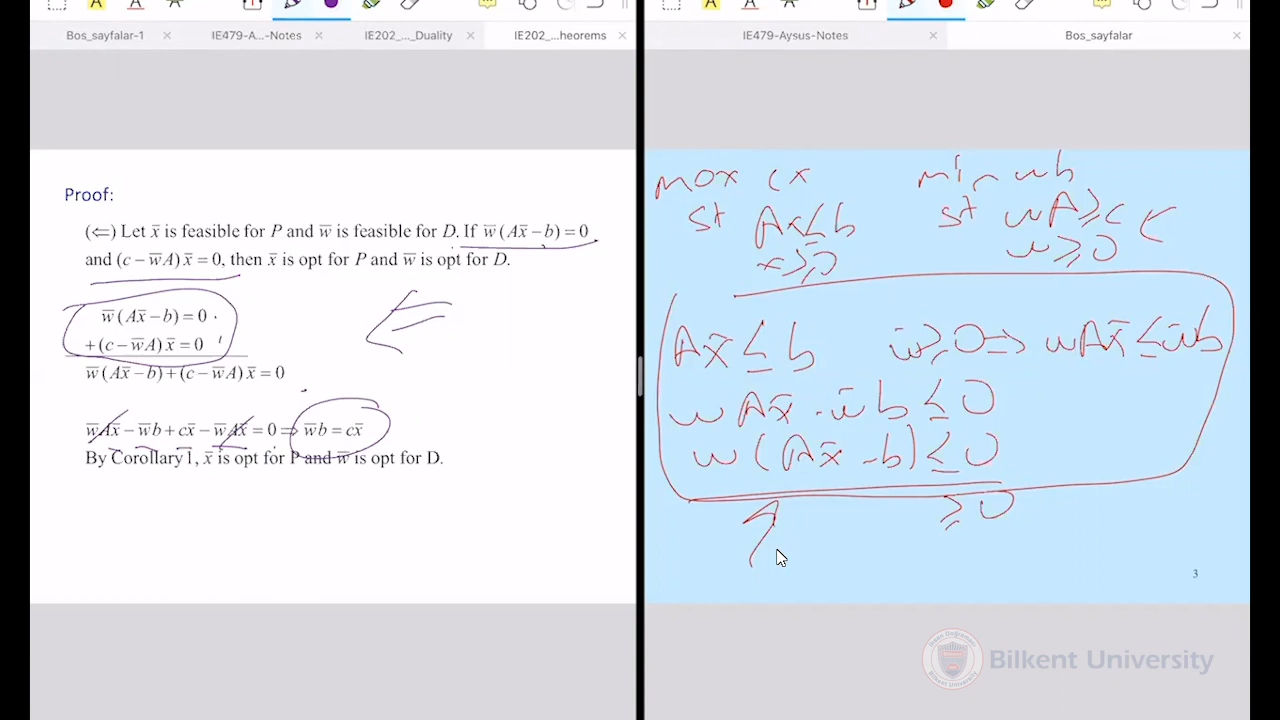 Bos_sayfalar-1 × IE479-A...-Notes × IE202_..._Duality × IE202_...heorems ×
Proof:
(⇐) Let x̄ is feasible for P and w̄ is feasible for D. If w̄(Ax̄ − b) = 0
and (c − w̄A)x̄ = 0, then x̄ is opt for P and w̄ is opt for D.
w̄(Ax̄ − b) = 0
+(c − w̄A)x̄ = 0
w̄(Ax̄ − b) + (c − w̄A)x̄ = 0
w̄Ax̄ − w̄b + cx̄ − w̄Ax̄ = 0 ⇒ w̄b = cx̄
By Corollary 1, x̄ is opt for P and w̄ is opt for D.
⇐
IE479-Aysus-Notes × Bos_sayfalar ×
max cx min wb
st Ax ≤ b st wA ≥ c
x ≥ 0 w ≥ 0
Ax̄ ≤ b w̄ ≥ 0 ⇒ wAx̄ ≤ w̄b
wAx̄ - w̄b ≤ 0
w(Ax̄ - b) ≤ 0
≥ 0
3
Bilkent University